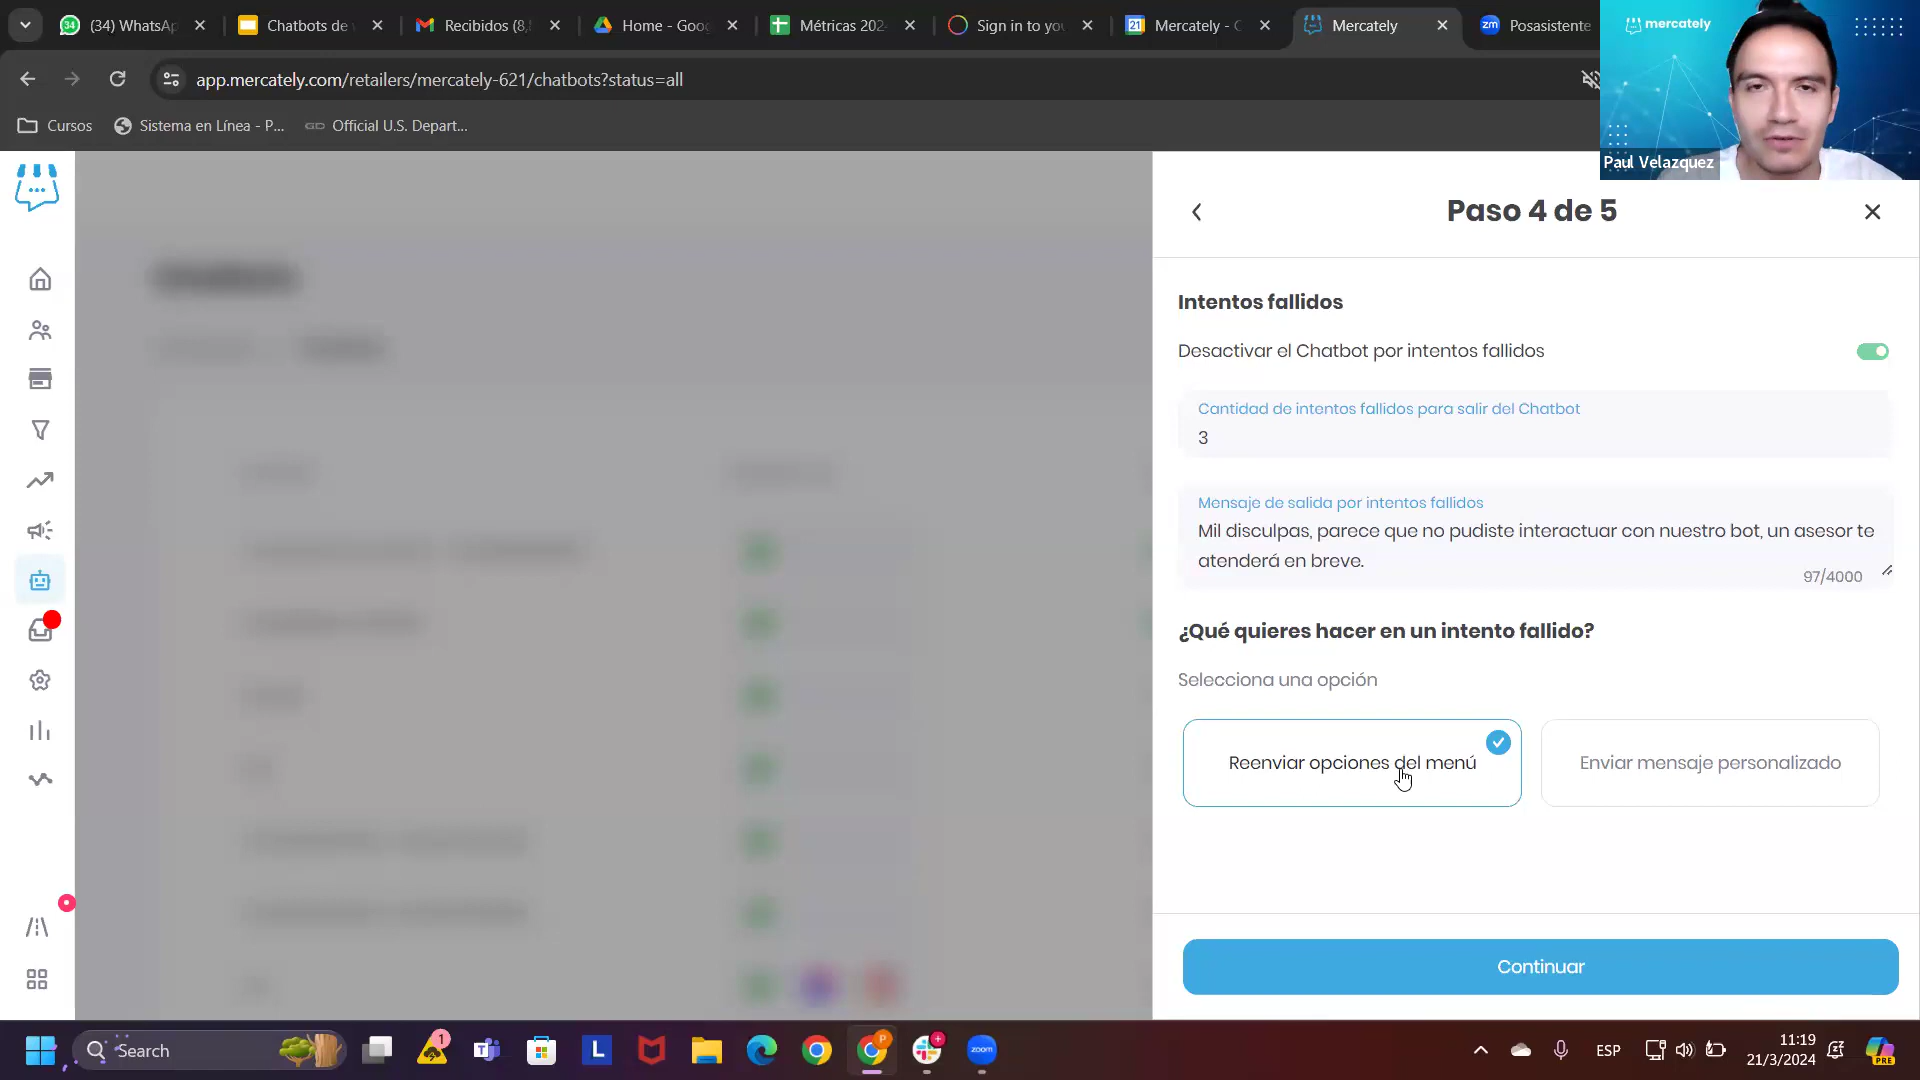 (34) WhatsAp
Chatbots de
Recibidos (8,
Home - Goog
Métricas 202
Sign in to yo
Mercately - C
Mercately
Posasistente
app.mercately.com/retailers/mercately-621/chatbots?status=all
Cursos
Sistema en Línea - P...
Official U.S. Depart...
mercately
Paul Velazquez
Paso 4 de 5
Intentos fallidos
Desactivar el Chatbot por intentos fallidos
Cantidad de intentos fallidos para salir del Chatbot
3
Mensaje de salida por intentos fallidos
Mil disculpas, parece que no pudiste interactuar con nuestro bot, un asesor te
atenderá en breve.
97/4000
¿Qué quieres hacer en un intento fallido?
Selecciona una opción
Reenviar opciones del menú
Enviar mensaje personalizado
Continuar
Search
ESP
11:19
21/3/2024